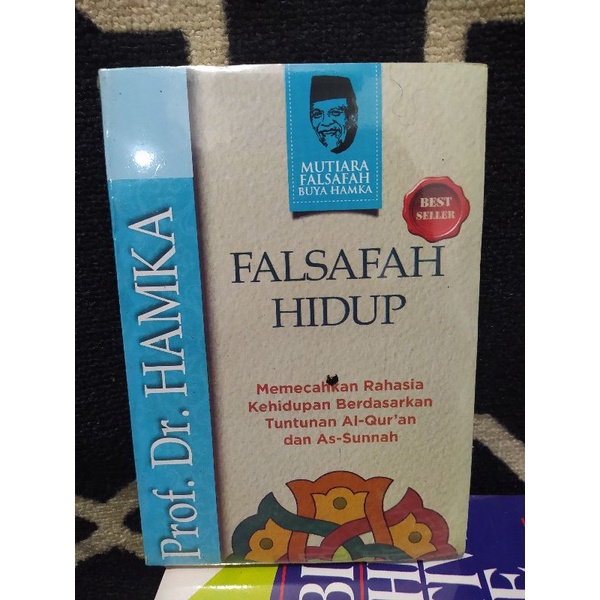 MUTIARA
FALSAFAH
BUYA HAMKA
BEST
SELLER
FALSAFAH
HIDUP
Memecahkan Rahasia
Kehidupan Berdasarkan
Tuntunan Al-Qur'an
dan As-Sunnah
Prof. Dr. HAMKA